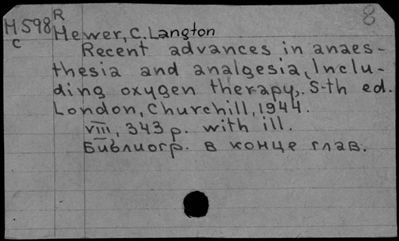 R
H598 Hewer, C. Langton
c
8
Recent advances in anaes-
thesia and analgesia, Inclu-
ding oxygen therapy,. 5-th ed.
London, Churchill, 1944.
VIII, 343 p. with ill.
Библиогр. в конце глав.